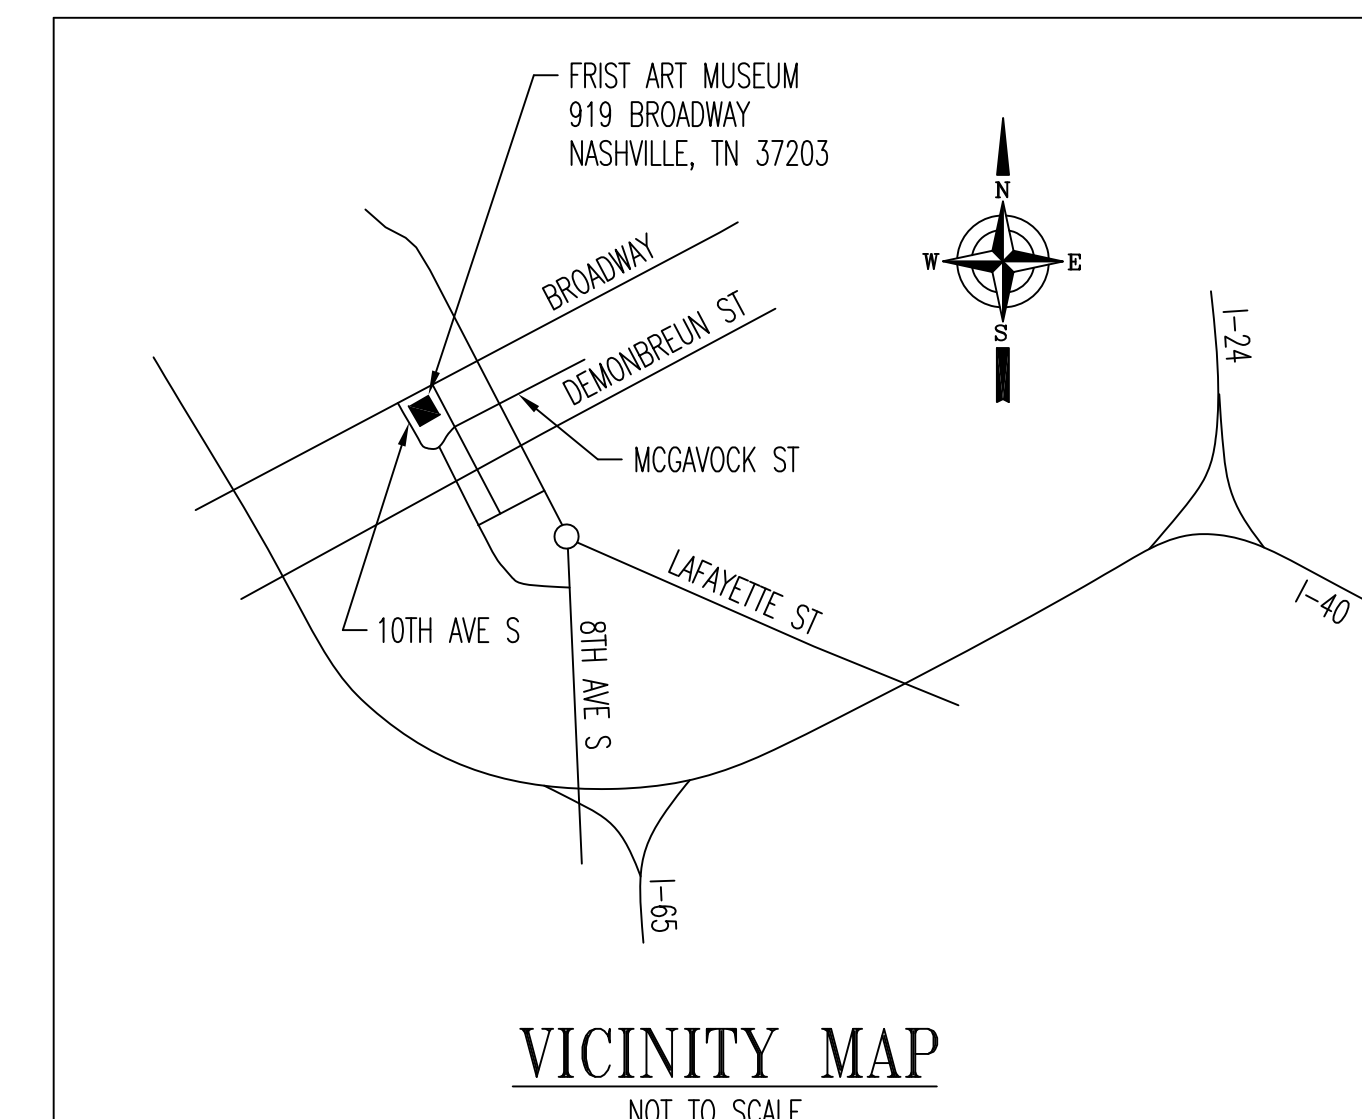 FRIST ART MUSEUM
919 BROADWAY
NASHVILLE, TN 37203
N
W
E
S
BROADWAY
DEMONBREUN ST
I-24
MCGAVOCK ST
LAFAYETTE ST
I-40
10TH AVE S
8TH AVE S
I-65
VICINITY MAP
NOT TO SCALE